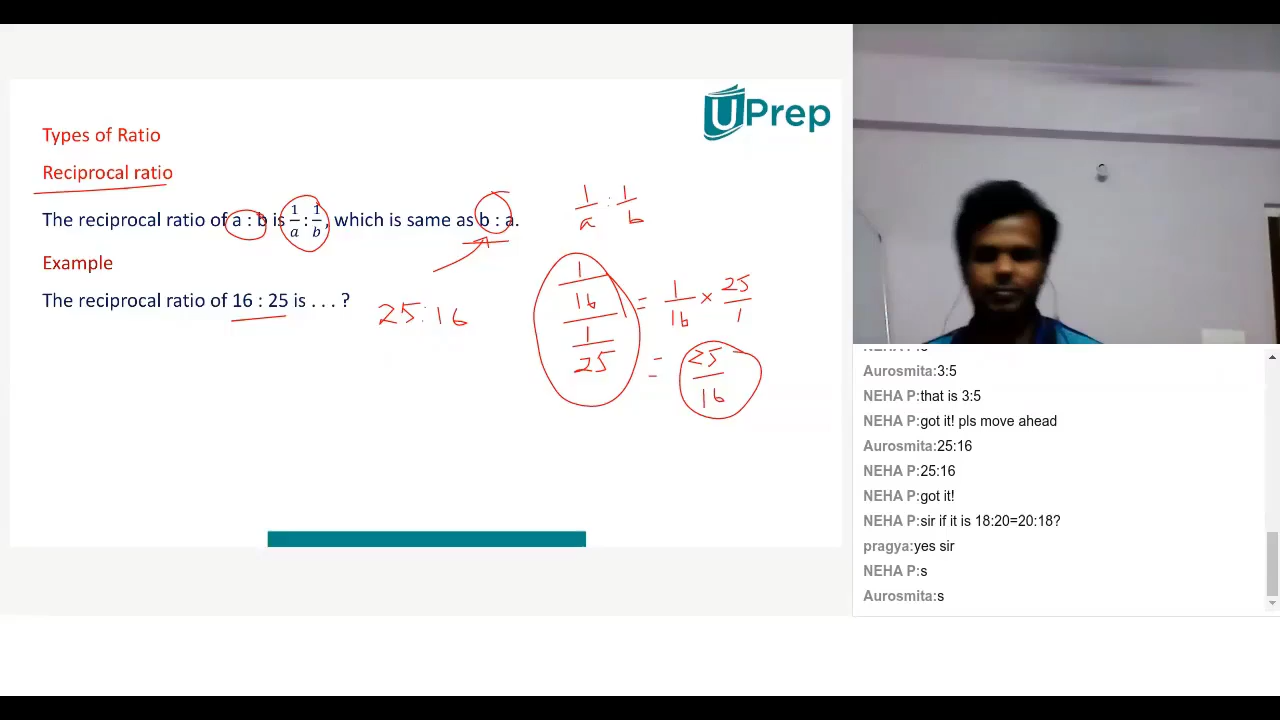 UPrep
Types of Ratio
Reciprocal ratio
The reciprocal ratio of a : b is 1/a : 1/b, which is same as b : a.
1/a : 1/b
Example
The reciprocal ratio of 16 : 25 is . . . ?
25:16
1/16 / 1/25 = 1/16 × 25/1
= 25/16
Aurosmita:3:5
NEHA P:that is 3:5
NEHA P:got it! pls move ahead
Aurosmita:25:16
NEHA P:25:16
NEHA P:got it!
NEHA P:sir if it is 18:20=20:18?
pragya:yes sir
NEHA P:s
Aurosmita:s